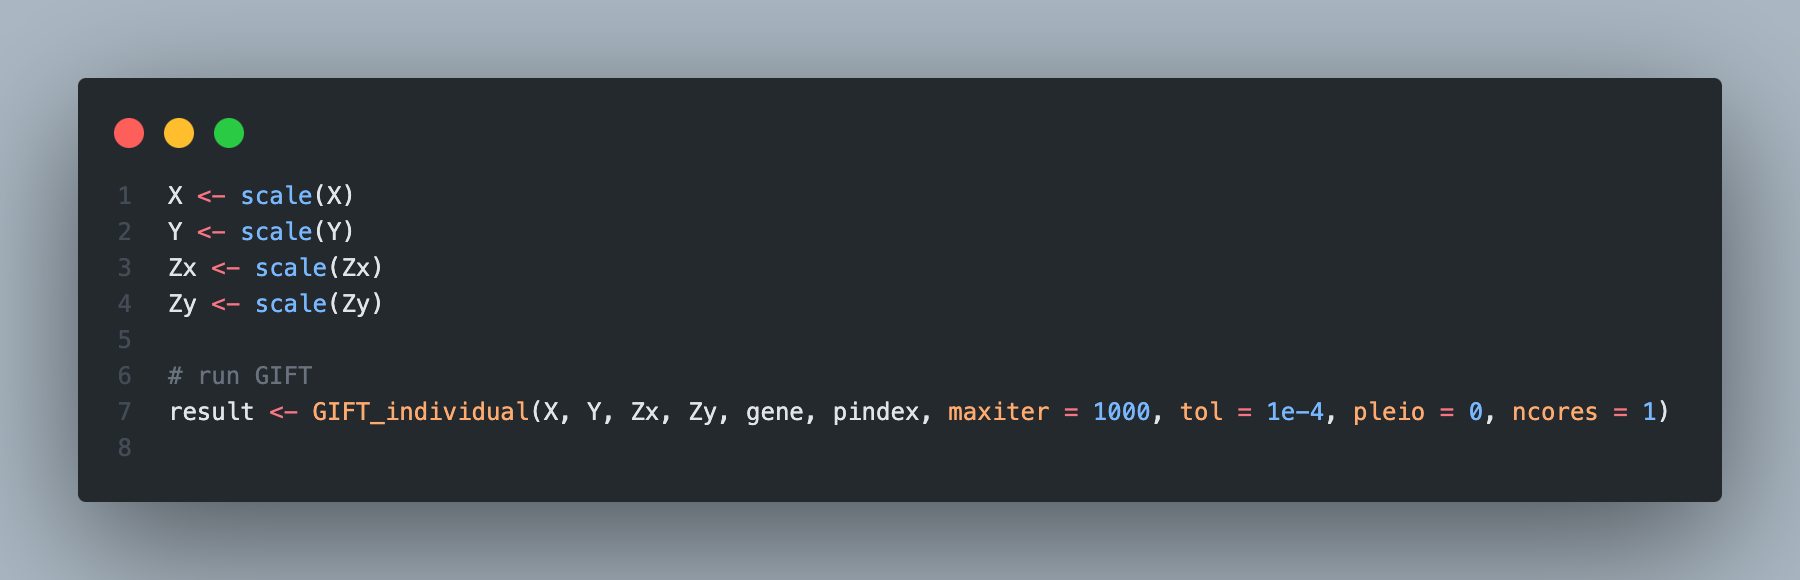 1 X <- scale(X)
2 Y <- scale(Y)
3 Zx <- scale(Zx)
4 Zy <- scale(Zy)
5
6 # run GIFT
7 result <- GIFT_individual(X, Y, Zx, Zy, gene, pindex, maxiter = 1000, tol = 1e-4, pleio = 0, ncores = 1)
8